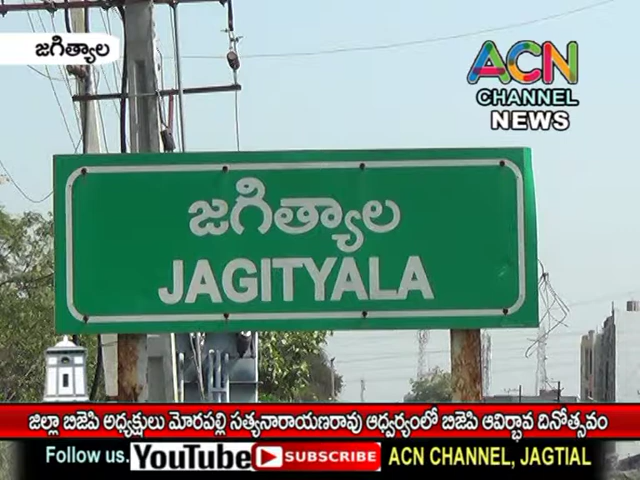 జగిత్యాల
ACN
CHANNEL
NEWS
జగిత్యాల
JAGITYALA
జిల్లా బిజెపి అధ్యక్షులు మోరపల్లి సత్యనారాయణరావు ఆధ్వర్యంలో బిజెపి ఆవిర్భావ దినోత్సవం
Follow us. YouTube SUBSCRIBE ACN CHANNEL, JAGTIAL